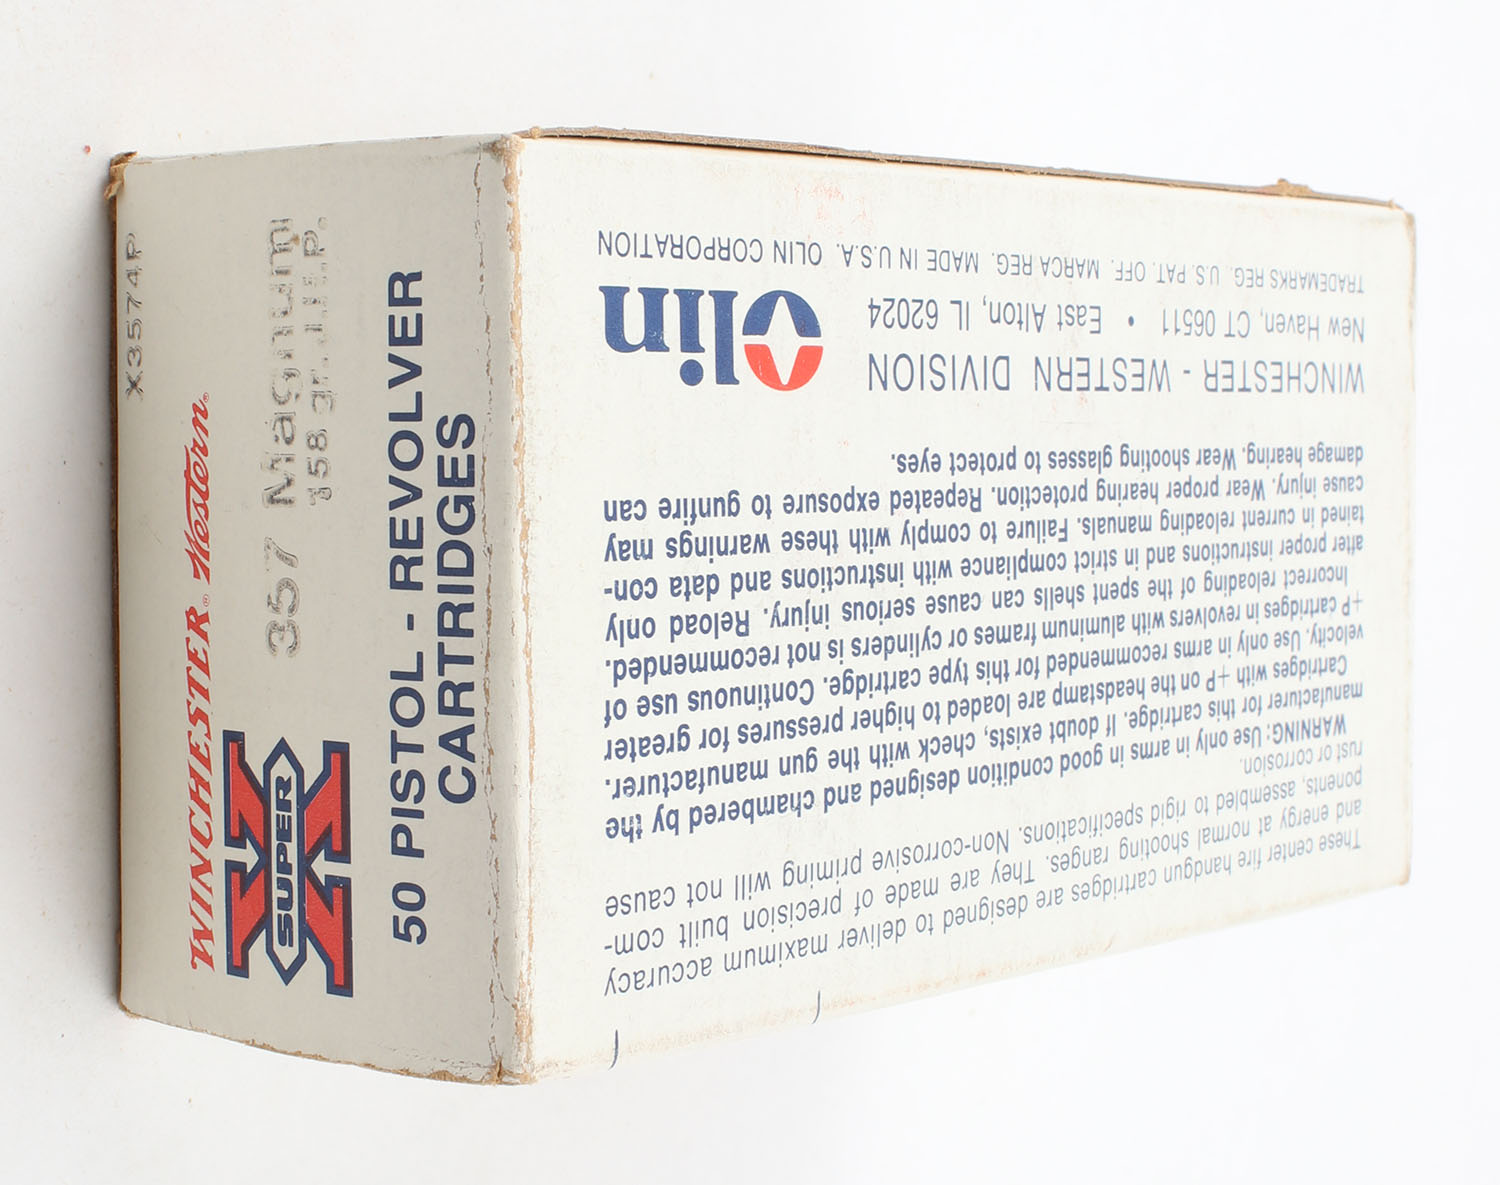 WINCHESTER® Western®
X3574P
SUPER X
357 Magnum
158 gr. J.H.P.
50 PISTOL - REVOLVER
CARTRIDGES
These center fire handgun cartridges are designed to deliver maximum accuracy
and energy at normal shooting ranges. They are made of precision built com-
ponents, assembled to rigid specifications. Non-corrosive priming will not cause
rust or corrosion.
WARNING: Use only in arms in good condition designed and chambered by the
manufacturer for this cartridge. If doubt exists, check with the gun manufacturer.
Cartridges with +P on the headstamp are loaded to higher pressures for greater
velocity. Use only in arms recommended for this type cartridge. Continuous use of
+P cartridges in revolvers with aluminum frames or cylinders is not recommended.
Incorrect reloading of the spent shells can cause serious injury. Reload only
after proper instructions and in strict compliance with instructions and data con-
tained in current reloading manuals. Failure to comply with these warnings may
cause injury. Wear proper hearing protection. Repeated exposure to gunfire can
damage hearing. Wear shooting glasses to protect eyes.
WINCHESTER - WESTERN DIVISION
New Haven, CT 06511 • East Alton, IL 62024
Olin
TRADEMARKS REG. U.S. PAT. OFF. MARCA REG. MADE IN U.S.A. OLIN CORPORATION